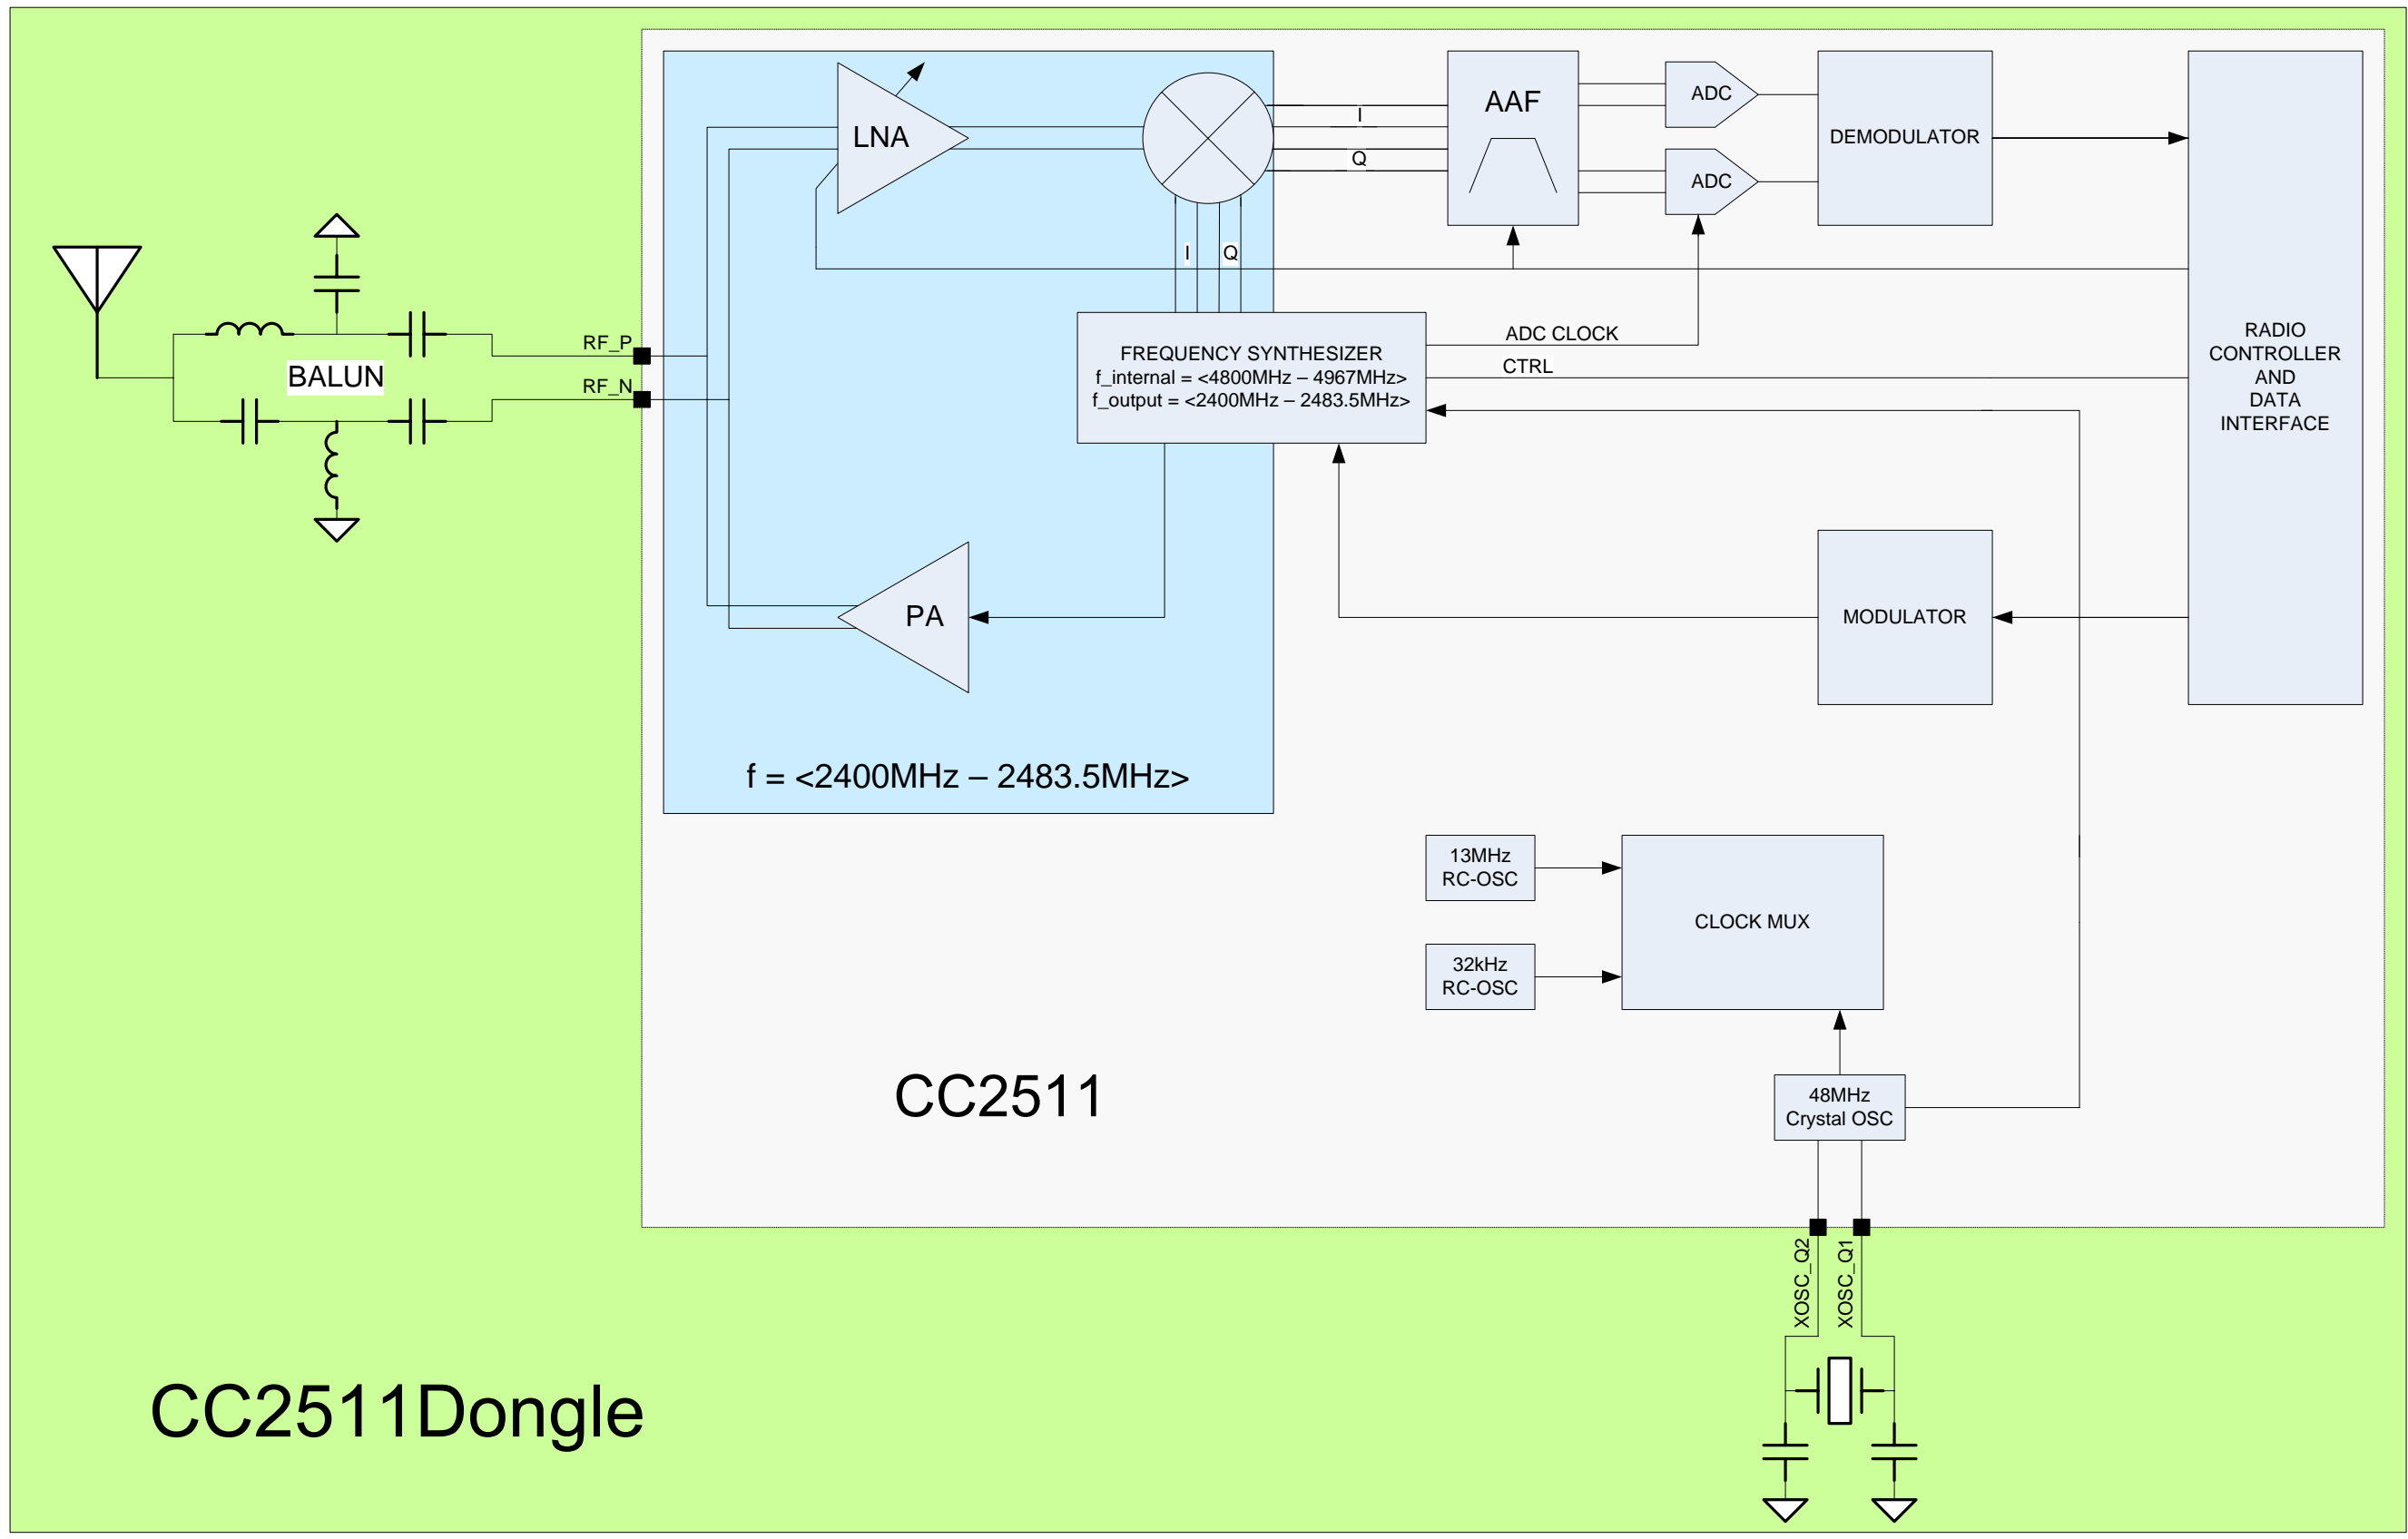 LNA
I
Q
AAF
ADC
ADC
DEMODULATOR
I
Q
RADIO
CONTROLLER
AND
DATA
INTERFACE
BALUN
RF_P
RF_N
FREQUENCY SYNTHESIZER
f_internal = <4800MHz – 4967MHz>
f_output = <2400MHz – 2483.5MHz>
ADC CLOCK
CTRL
PA
MODULATOR
f = <2400MHz – 2483.5MHz>
13MHz
RC-OSC
32kHz
RC-OSC
CLOCK MUX
CC2511
48MHz
Crystal OSC
XOSC_Q2
XOSC_Q1
CC2511Dongle